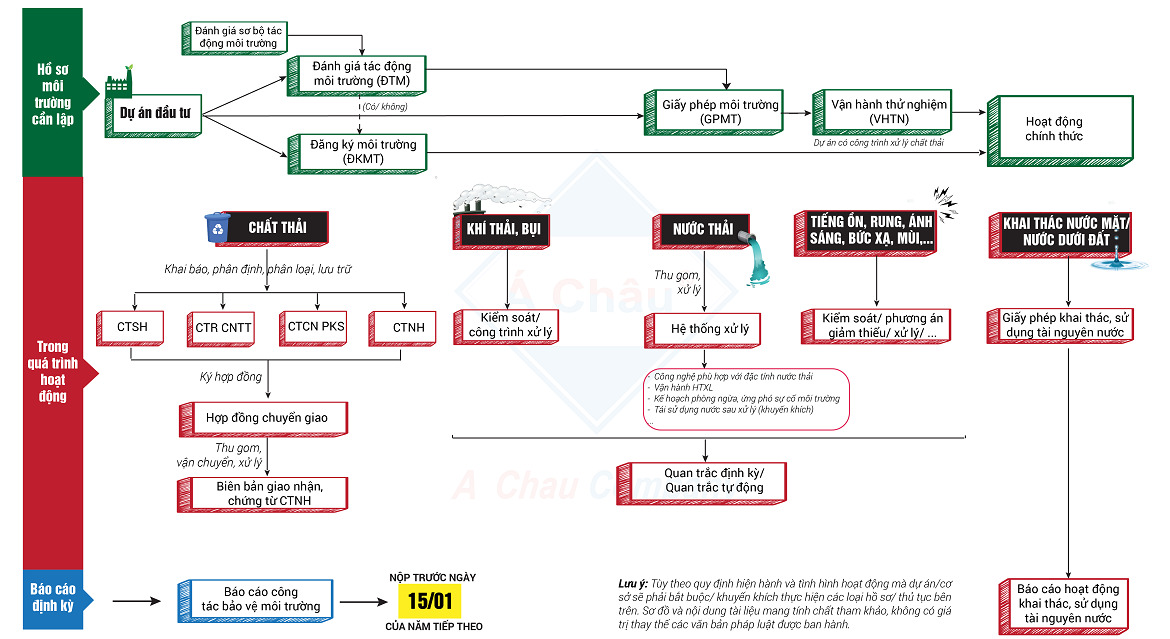 Hồ sơ
môi
trường
cần lập
Đánh giá sơ bộ tác
động môi trường
Dự án đầu tư
Đánh giá tác động
môi trường (ĐTM)
(Có/ không)
Đăng ký môi trường
(ĐKMT)
Giấy phép môi trường
(GPMT)
Vận hành thử nghiệm
(VHTN)
Dự án có công trình xử lý chất thải
Hoạt động
chính thức
Trong
quá trình
hoạt
động
CHẤT THẢI
Khai báo, phân định, phân loại, lưu trữ
CTSH
CTR CNTT
CTCN PKS
CTNH
Ký hợp đồng
Hợp đồng chuyển giao
Thu gom,
vận chuyển, xử lý
Biên bản giao nhận,
chứng từ CTNH
KHÍ THẢI, BỤI
Kiểm soát/
công trình xử lý
NƯỚC THẢI
Thu gom,
xử lý
Hệ thống xử lý
- Công nghệ phù hợp với đặc tính nước thải
- Vận hành HTXL
- Kế hoạch phòng ngừa, ứng phó sự cố môi trường
- Tái sử dụng nước sau xử lý (khuyến khích)
...
TIẾNG ỒN, RUNG, ÁNH
SÁNG, BỨC XẠ, MÙI,...
Kiểm soát/ phương án
giảm thiểu/ xử lý/ ...
KHAI THÁC NƯỚC MẶT/
NƯỚC DƯỚI ĐẤT
Giấy phép khai thác, sử
dụng tài nguyên nước
Quan trắc định kỳ/
Quan trắc tự động
Á Châu
A Chau Com
Báo cáo
định kỳ
Báo cáo công
tác bảo vệ môi trường
NỘP TRƯỚC NGÀY
15/01
CỦA NĂM TIẾP THEO
Lưu ý: Tùy theo quy định hiện hành và tình hình hoạt động mà dự án/cơ
sở sẽ phải bắt buộc/ khuyến khích thực hiện các loại hồ sơ/ thủ tục bên
trên. Sơ đồ và nội dung tài liệu mang tính chất tham khảo, không có giá
trị thay thế các văn bản pháp luật được ban hành.
Báo cáo hoạt động
khai thác, sử dụng
tài nguyên nước